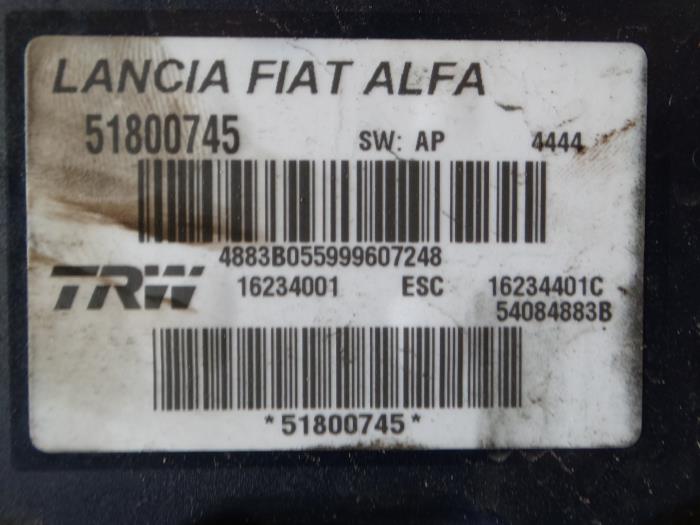 LANCIA FIAT ALFA
51800745 SW: AP 4444
4883B055999607248
TRW 16234001 ESC 16234401C
54084883B
*51800745*